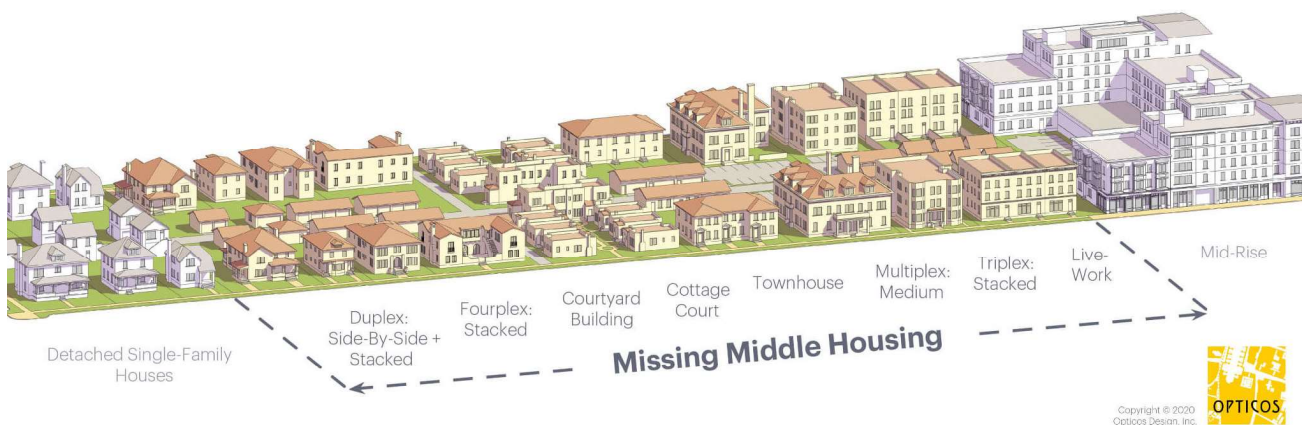 Detached Single-Family
Houses
Duplex:
Side-By-Side +
Stacked
Fourplex:
Stacked
Courtyard
Building
Cottage
Court
Townhouse
Multiplex:
Medium
Triplex:
Stacked
Live-
Work
Mid-Rise
Missing Middle Housing
Copyright © 2020
Opticos Design, Inc.
OPTICOS